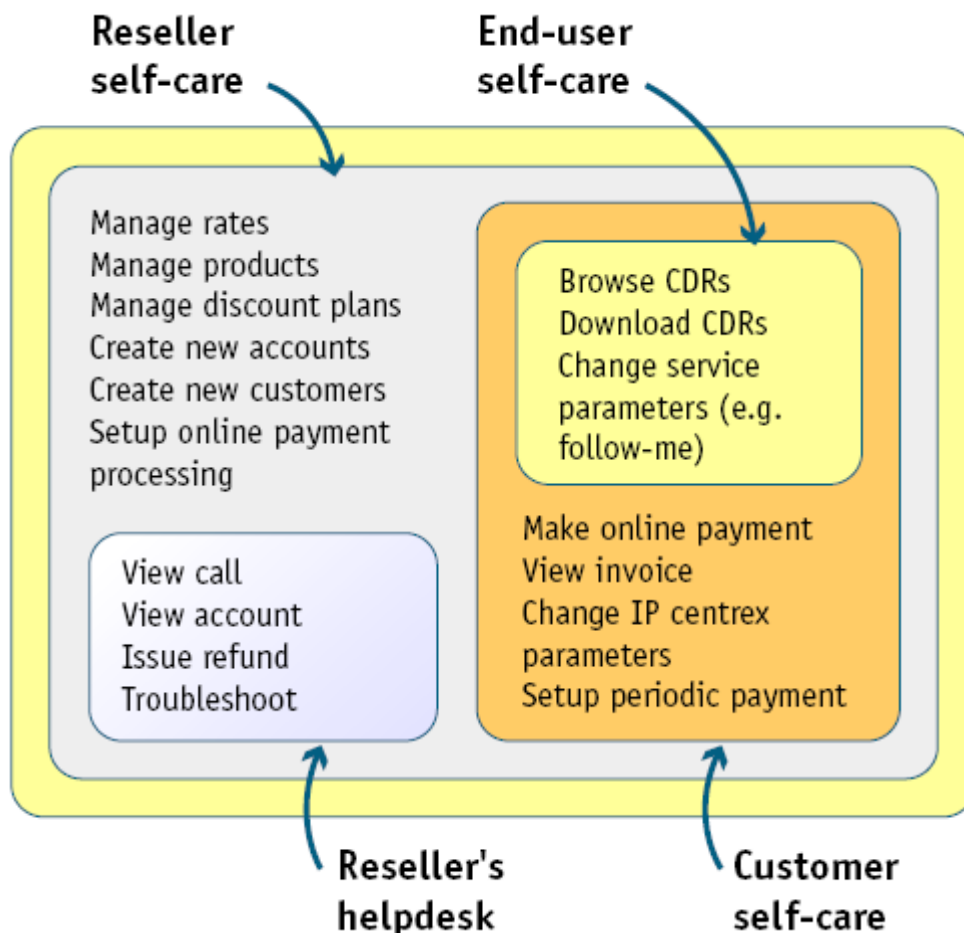 Reseller
self-care
End-user
self-care
Manage rates
Manage products
Manage discount plans
Create new accounts
Create new customers
Setup online payment
processing
View call
View account
Issue refund
Troubleshoot
Browse CDRs
Download CDRs
Change service
parameters (e.g.
follow-me)
Make online payment
View invoice
Change IP centrex
parameters
Setup periodic payment
Reseller's
helpdesk
Customer
self-care